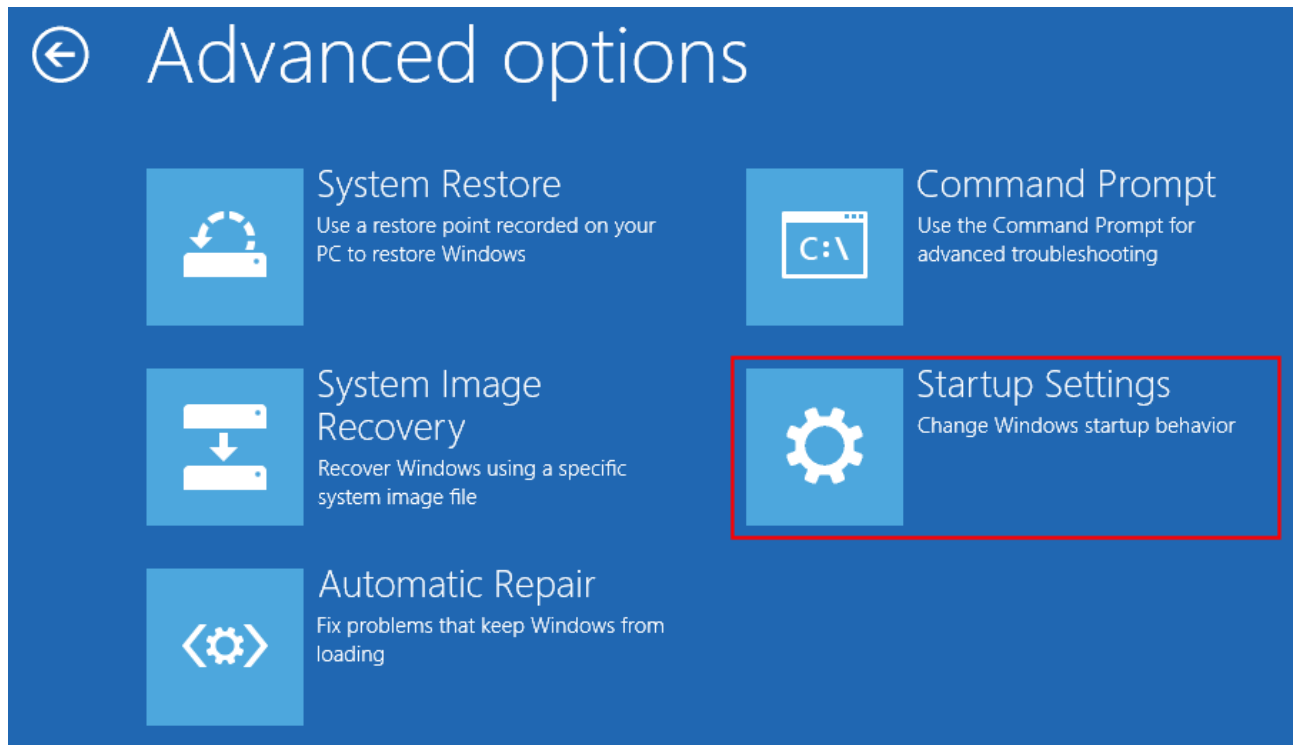 Advanced options
System Restore
Use a restore point recorded on your
PC to restore Windows
Command Prompt
Use the Command Prompt for
advanced troubleshooting
C:\
System Image
Recovery
Recover Windows using a specific
system image file
Startup Settings
Change Windows startup behavior
Automatic Repair
Fix problems that keep Windows from
loading